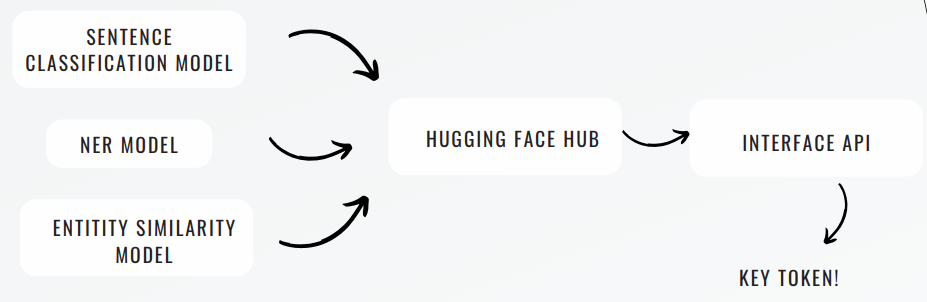 SENTENCE
CLASSIFICATION MODEL
NER MODEL
ENTITITY SIMILARITY
MODEL
HUGGING FACE HUB
INTERFACE API
KEY TOKEN!